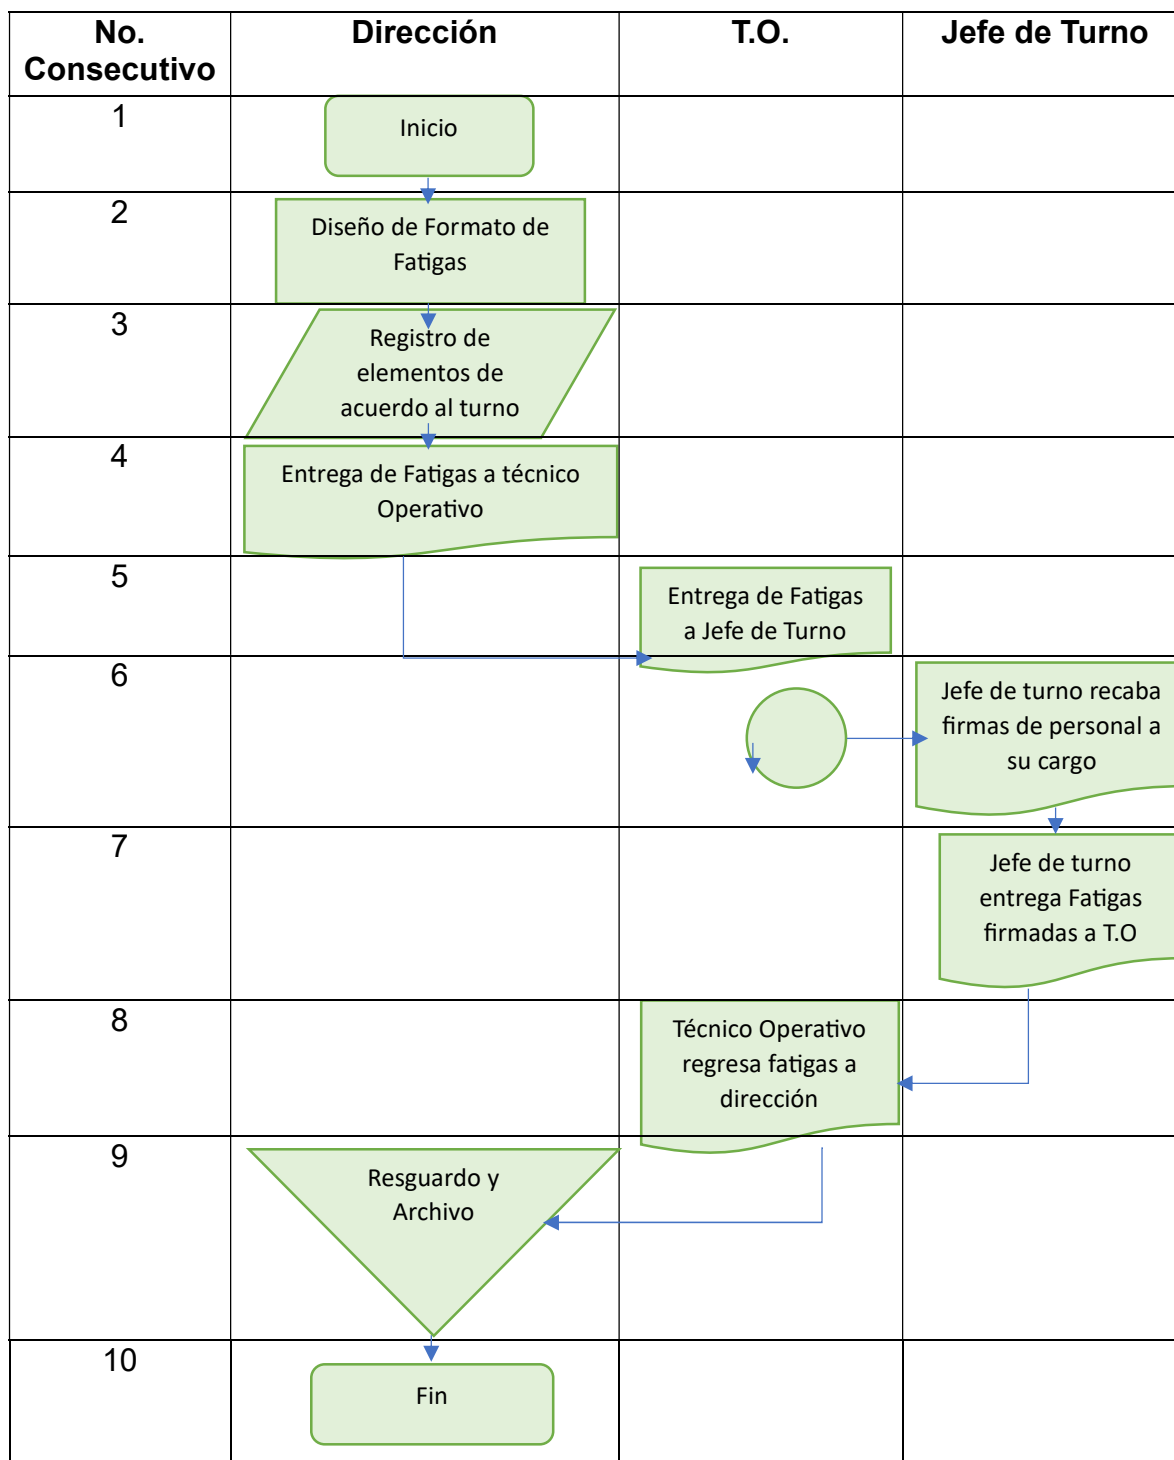 No.
Consecutivo
Dirección
T.O.
Jefe de Turno
1
Inicio
2
Diseño de Formato de
Fatigas
3
Registro de
elementos de
acuerdo al turno
4
Entrega de Fatigas a técnico
Operativo
5
Entrega de Fatigas
a Jefe de Turno
6
Jefe de turno recaba
firmas de personal a
su cargo
7
Jefe de turno
entrega Fatigas
firmadas a T.O
8
Técnico Operativo
regresa fatigas a
dirección
9
Resguardo y
Archivo
10
Fin